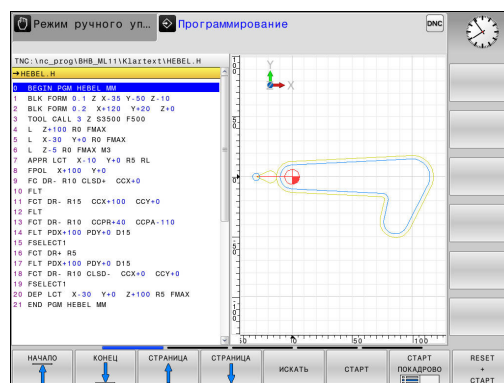 Режим ручного уп…
Программирование
DNC
TNC:\nc_prog\BHB_ML11\Klartext\HEBEL.H
→HEBEL.H
0 BEGIN PGM HEBEL MM
1 BLK FORM 0.1 Z X-35 Y-50 Z-10
2 BLK FORM 0.2 X+120 Y+20 Z+0
3 TOOL CALL 3 Z S3500 F500
4 L Z+100 R0 FMAX
5 L X-30 Y+0 R0 FMAX
6 L Z-5 R0 FMAX M3
7 APPR LCT X-10 Y+0 R5 RL
8 FPOL X+100 Y+0
9 FC DR- R10 CLSD+ CCX+0
10 FLT
11 FCT DR- R15 CCX+100 CCY+0
12 FLT
13 FCT DR- R10 CCPR+40 CCPA-110
14 FLT PDX+100 PDY+0 D15
15 FSELECT1
16 FCT DR+ R5
17 FLT PDX+100 PDY+0 D15
18 FCT DR- R10 CLSD- CCX+0 CCY+0
19 FSELECT1
20 DEP LCT X-30 Y+0 Z+100 R5 FMAX
21 END PGM HEBEL MM
Y
X
100
50
0
-50
-100
50
0
50
100
НАЧАЛО
КОНЕЦ
СТРАНИЦА
СТРАНИЦА
ИСКАТЬ
СТАРТ
СТАРТ
ПОКАДРОВО
RESET
+
СТАРТ